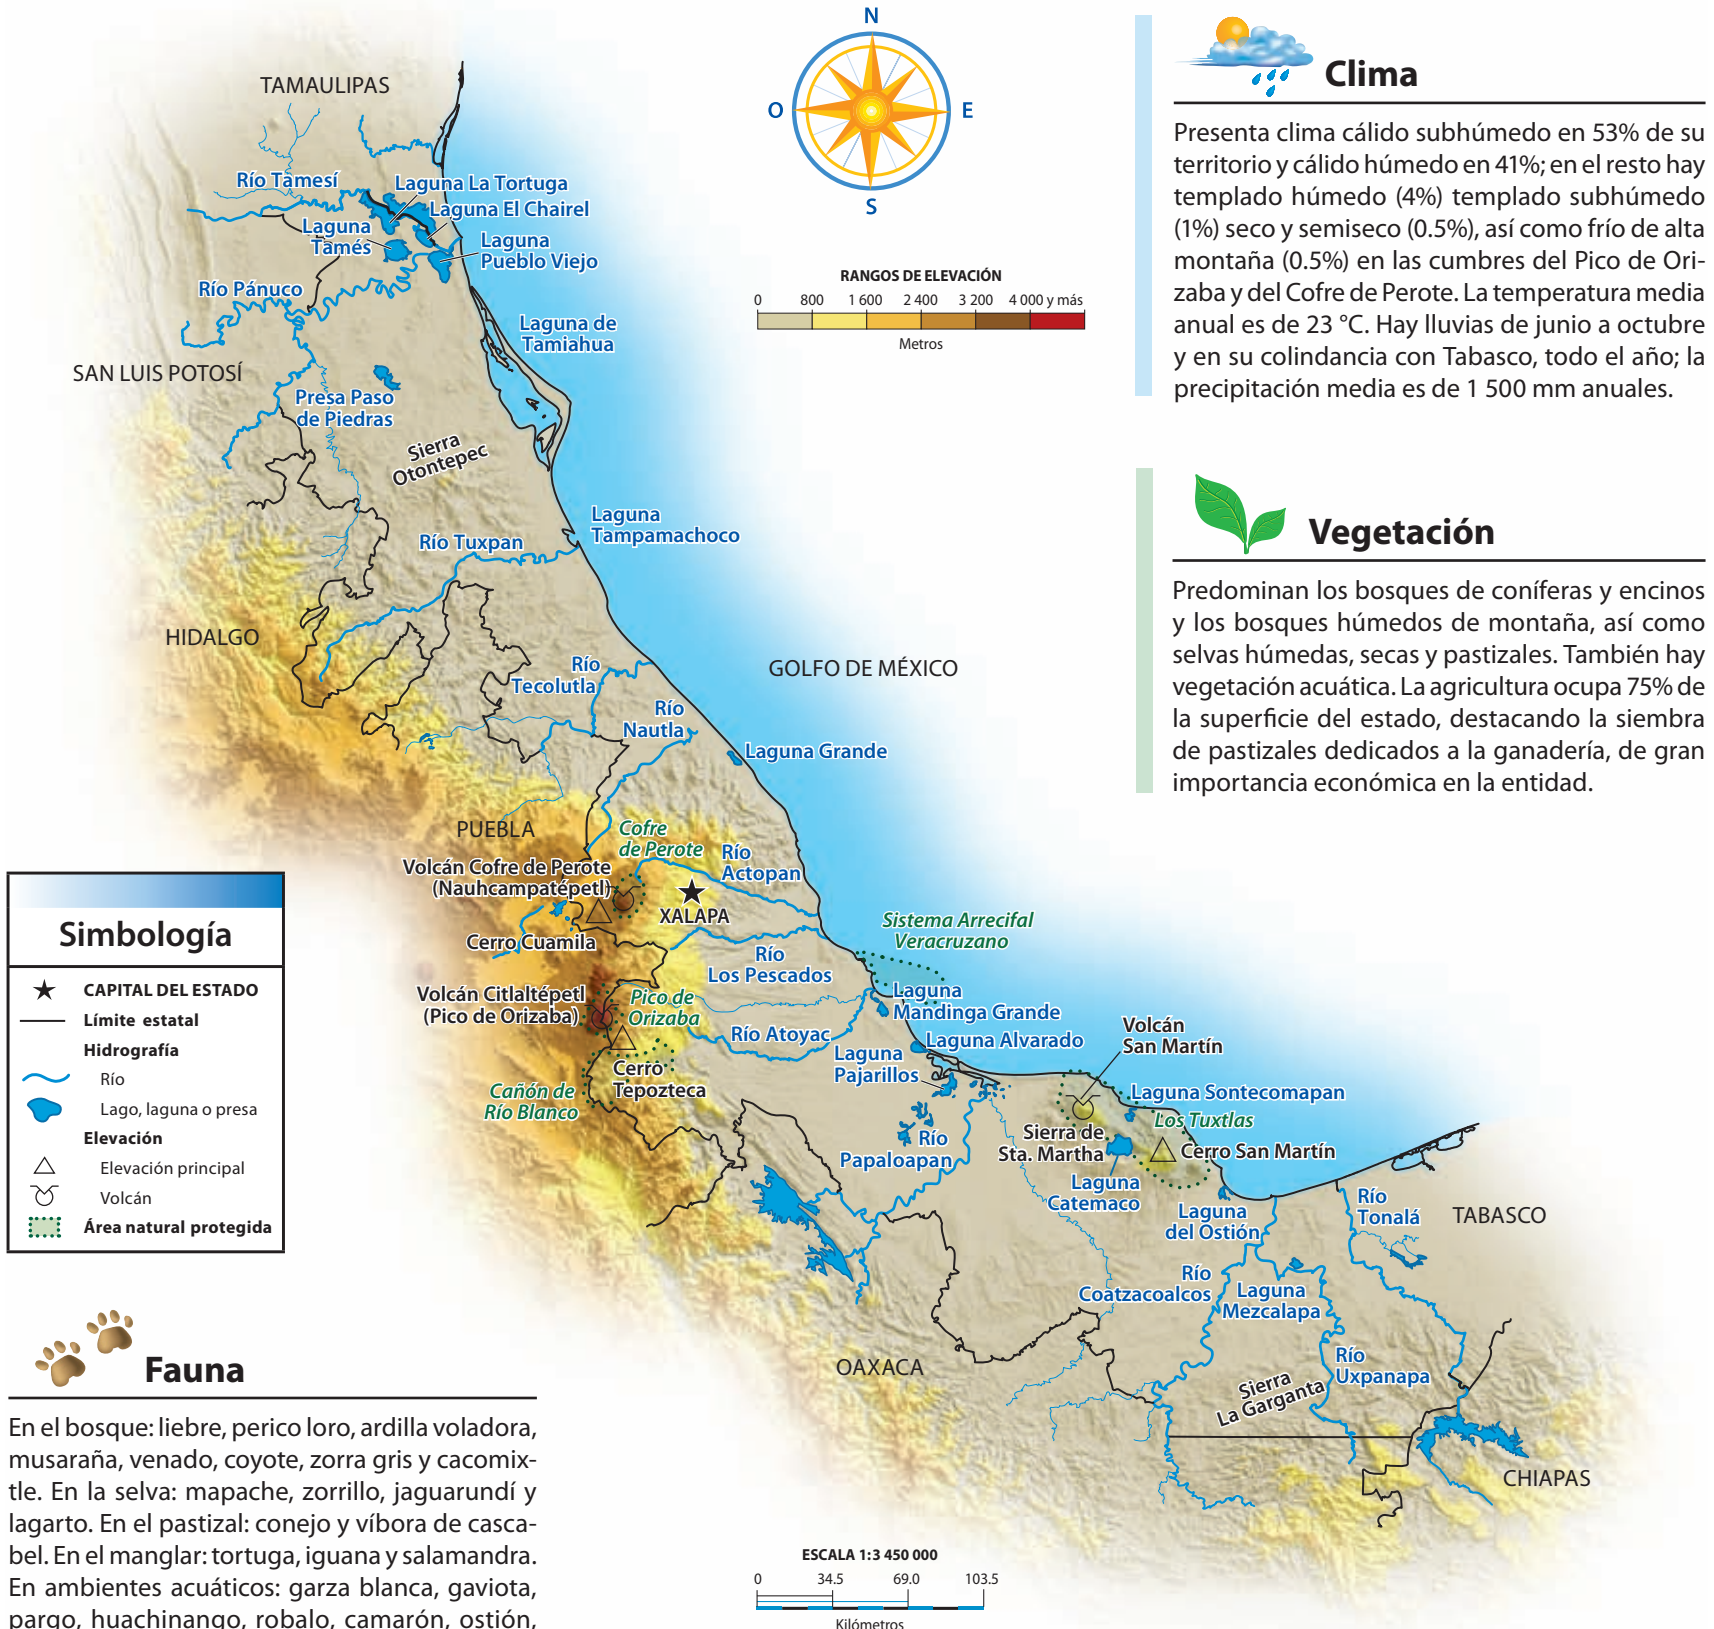 N
O
E
S
TAMAULIPAS
Río Tamesí
Laguna La Tortuga
Laguna El Chairel
Laguna
Tamés
Laguna
Pueblo Viejo
Río Pánuco
Laguna de
Tamiahua
SAN LUIS POTOSÍ
Presa Paso
de Piedras
Sierra
Otontepec
Laguna
Tampamachoco
Río Tuxpan
HIDALGO
Río
Tecolutla
GOLFO DE MÉXICO
Río
Nautla
Laguna Grande
PUEBLA
Cofre
de Perote
Volcán Cofre de Perote
(Nauhcampatépetl)
Río
Actopan
XALAPA
Cerro Cuamila
Sistema Arrecifal
Veracruzano
Río
Los Pescados
Volcán Citlaltépetl
(Pico de Orizaba)
Pico de
Orizaba
Laguna
Mandinga Grande
Río Atoyac
Laguna Alvarado
Laguna
Pajarillos
Volcán
San Martín
Cerro
Tepozteca
Cañón de
Río Blanco
Laguna Sontecomapan
Los Tuxtlas
Sierra de
Sta. Martha
Cerro San Martín
Río
Papaloapan
Laguna
Catemaco
Laguna
del Ostión
Río
Tonalá
TABASCO
Río
Coatzacoalcos
Laguna
Mezcalapa
OAXACA
Río
Uxpanapa
Sierra
La Garganta
CHIAPAS
RANGOS DE ELEVACIÓN
0 800 1 600 2 400 3 200 4 000 y más
Metros
Clima
Presenta clima cálido subhúmedo en 53% de su
territorio y cálido húmedo en 41%; en el resto hay
templado húmedo (4%) templado subhúmedo
(1%) seco y semiseco (0.5%), así como frío de alta
montaña (0.5%) en las cumbres del Pico de Ori-
zaba y del Cofre de Perote. La temperatura media
anual es de 23 °C. Hay lluvias de junio a octubre
y en su colindancia con Tabasco, todo el año; la
precipitación media es de 1 500 mm anuales.
Vegetación
Predominan los bosques de coníferas y encinos
y los bosques húmedos de montaña, así como
selvas húmedas, secas y pastizales. También hay
vegetación acuática. La agricultura ocupa 75% de
la superficie del estado, destacando la siembra
de pastizales dedicados a la ganadería, de gran
importancia económica en la entidad.
Simbología
CAPITAL DEL ESTADO
Límite estatal
Hidrografía
Río
Lago, laguna o presa
Elevación
Elevación principal
Volcán
Área natural protegida
Fauna
En el bosque: liebre, perico loro, ardilla voladora,
musaraña, venado, coyote, zorra gris y cacomix-
tle. En la selva: mapache, zorrillo, jaguarundí y
lagarto. En el pastizal: conejo y víbora de casca-
bel. En el manglar: tortuga, iguana y salamandra.
En ambientes acuáticos: garza blanca, gaviota,
pargo, huachinango, robalo, camarón, ostión,
ESCALA 1:3 450 000
0 34.5 69.0 103.5
Kilómetros